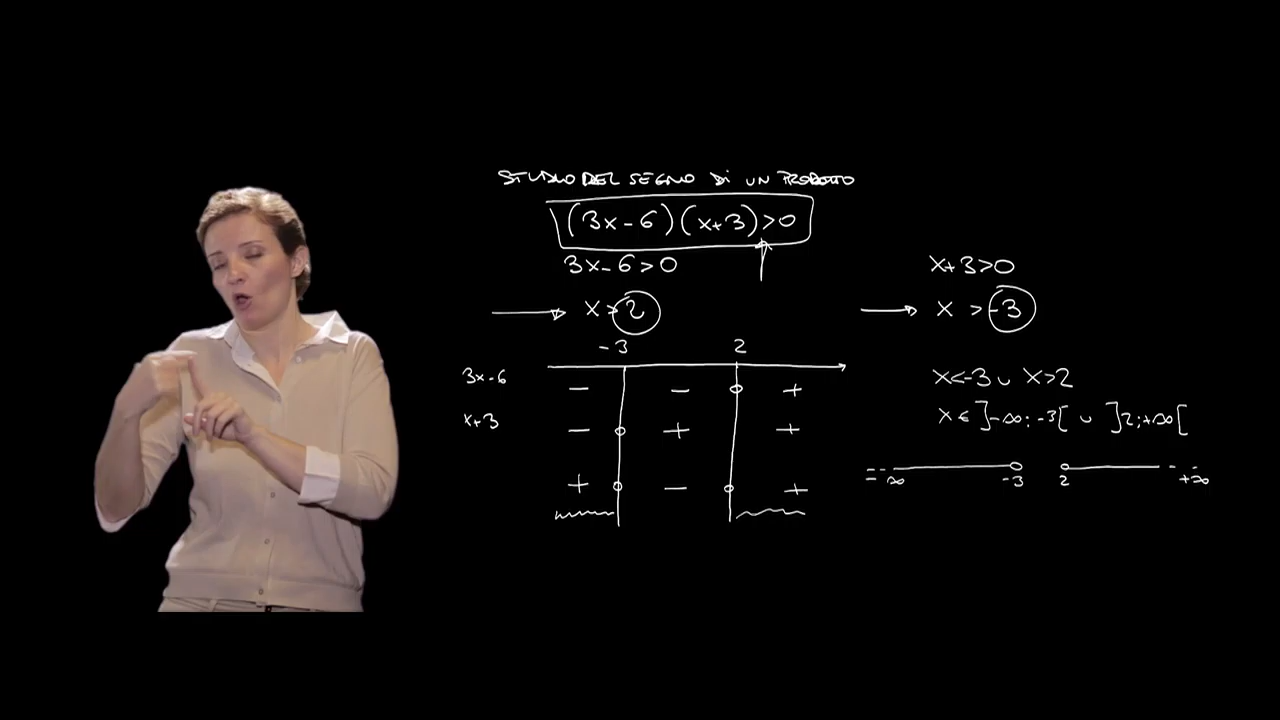 STUDIO DEL SEGNO DI UN PRODOTTO
(3x-6)(x+3)>0
3x-6>0
x>2
x+3>0
x >-3
-3 2
3x-6 - - +
x+3 - + +
+ - +
x<-3 ∪ x>2
x∈]-∞;-3[ ∪ ]2;+∞[
-∞ -3 2 +∞